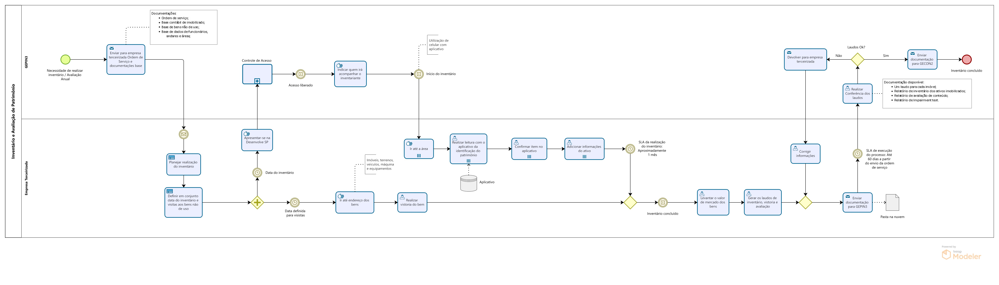 Inventário e Avaliação de Patrimônio
GEPIN3
Necessidade de realizar
inventário / Avaliação
Anual
Enviar para empresa
terceirizada Ordem de
Serviço e
documentações base
Documentações:
• Ordem de serviço;
• Base contábil de imobilizado;
• Base de bens não de uso;
• Base de dados de funcionários,
andares e áreas;
Controle de Acesso
Acesso liberado
Indicar quem irá
acompanhar o
inventariante
Início do inventário
Utilização de
celular com
aplicativo
Devolver para empresa
terceirizada
Não
Laudos Ok?
Sim
Enviar
documentação
para GECON2
Inventário concluído
Realizar
Conferência dos
laudos
Documentação disponível:
• Um laudo para cada imóvel;
• Relatório de inventário dos ativos imobilizados;
• Relatório de avaliação de conteúdo;
• Relatório de Impairment test.
Empresa Terceirizada
Planejar realização
do inventário
Definir em conjunto
data do inventário e
visitas aos bens não
de uso
Apresentar-se na
Desenvolve SP
Data do inventário
Data definida
para visistas
Ir até endereço dos
bens
Imóveis, terrenos,
veículos, máquina
e equipamentos
Realizar
vistoria do bem
Ir até a área
Realizar leitura com o
aplicativo da
identificação do
patrimônio
Aplicativo
Confirmar item no
aplicativo
Adicionar informações
do ativo
SLA da realização
do inventário:
Aproximadamente
1 mês
Inventário concluído
Levantar o valor
de mercado dos
bens
Gerar os laudos de
inventário, vistoria e
avaliação
Corrigir
informações
Enviar
documentação
para GEPIN3
Pasta na nuvem
SLA de execução
do processo: Até
60 dias a partir
do envio da ordem
de serviço
Powered by
bizagi
Modeler